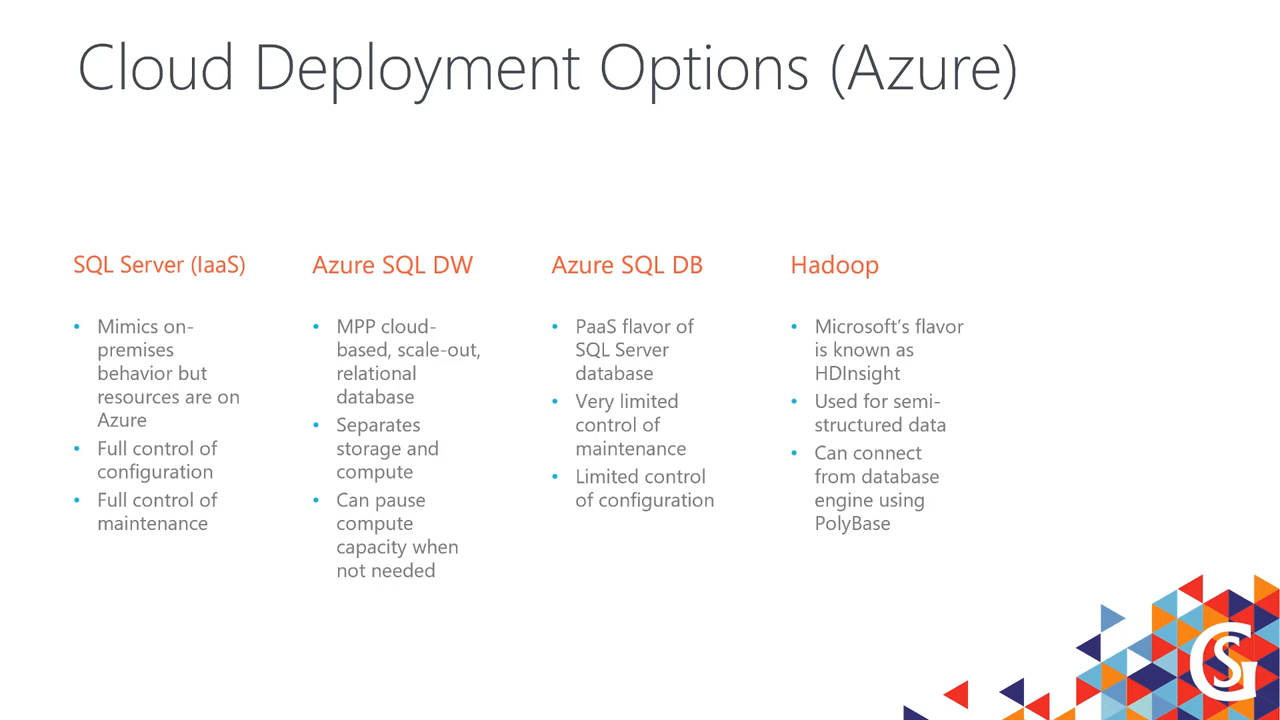 Cloud Deployment Options (Azure)
SQL Server (IaaS)
• Mimics on-
premises
behavior but
resources are on
Azure
• Full control of
configuration
• Full control of
maintenance
Azure SQL DW
• MPP cloud-
based, scale-out,
relational
database
• Separates
storage and
compute
• Can pause
compute
capacity when
not needed
Azure SQL DB
• PaaS flavor of
SQL Server
database
• Very limited
control of
maintenance
• Limited control
of configuration
Hadoop
• Microsoft’s flavor
is known as
HDInsight
• Used for semi-
structured data
• Can connect
from database
engine using
PolyBase
GS